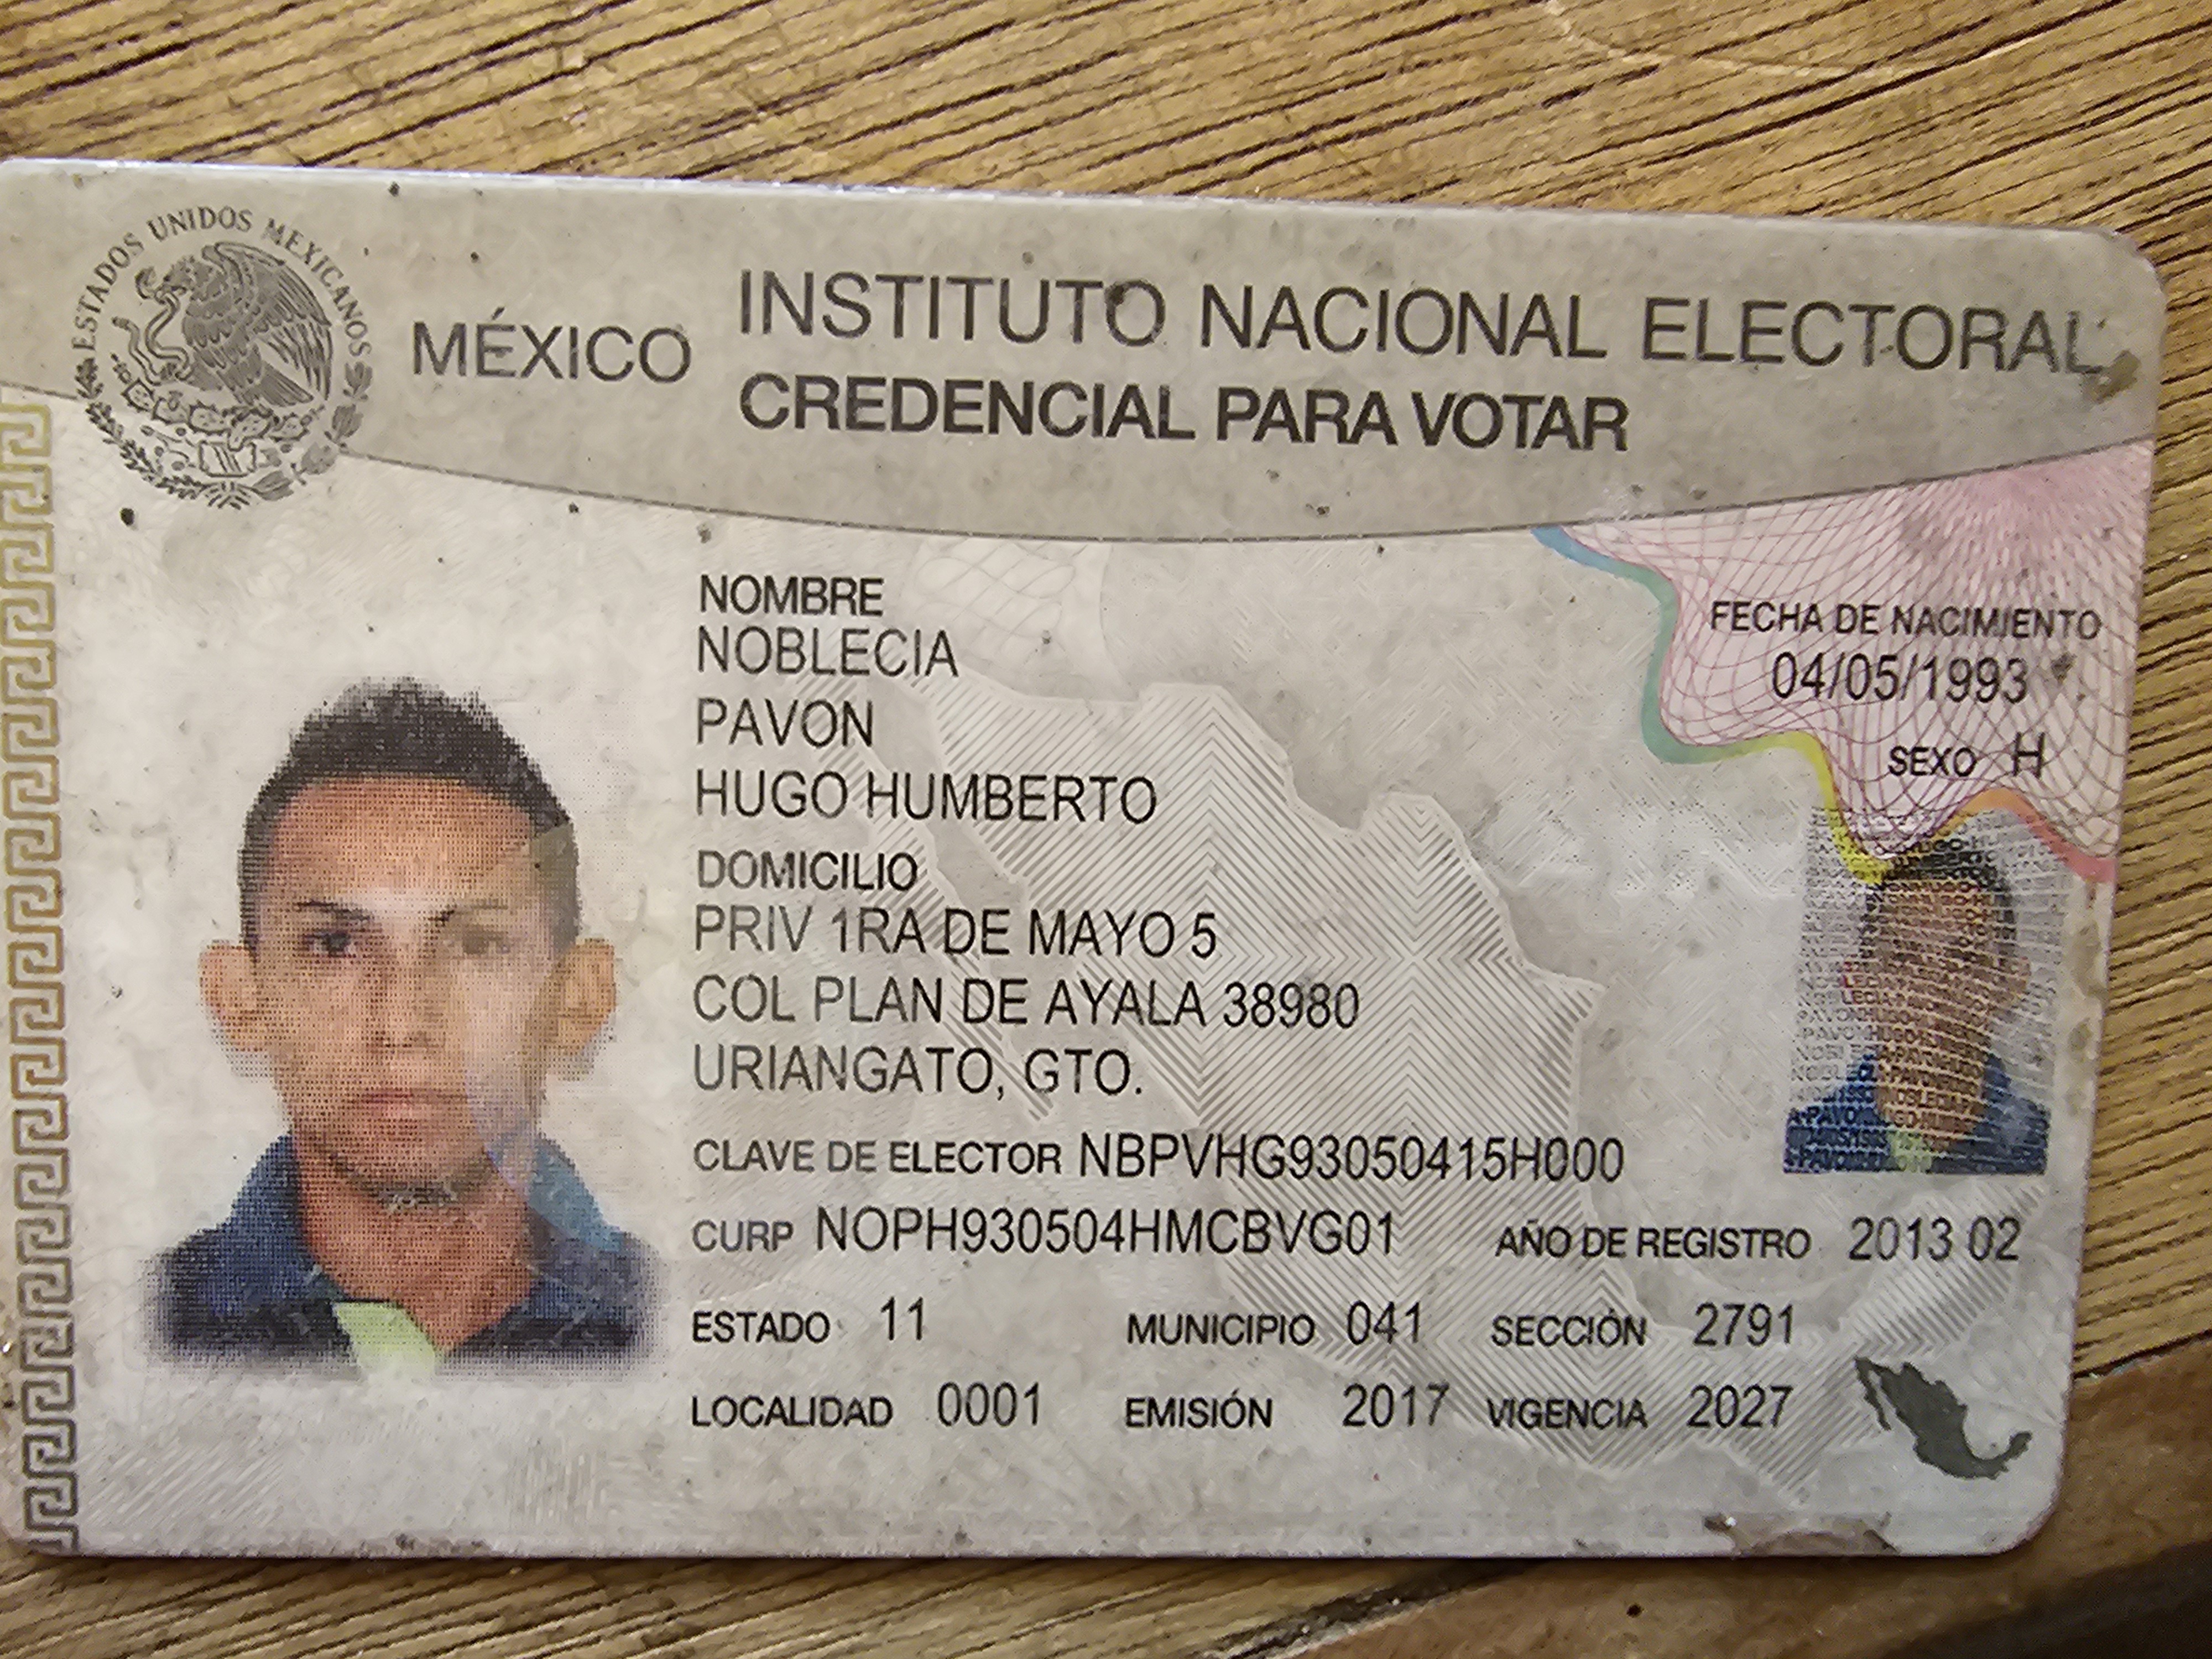 ESTADOS UNIDOS MEXICANOS
MÉXICO INSTITUTO NACIONAL ELECTORAL
CREDENCIAL PARA VOTAR
NOMBRE
NOBLECIA
PAVON
HUGO HUMBERTO
DOMICILIO
PRIV 1RA DE MAYO 5
COL PLAN DE AYALA 38980
URIANGATO, GTO.
FECHA DE NACIMIENTO
04/05/1993
SEXO H
CLAVE DE ELECTOR NBPVHG93050415H000
CURP NOPH930504HMCBVG01 AÑO DE REGISTRO 2013 02
ESTADO 11 MUNICIPIO 041 SECCIÓN 2791
LOCALIDAD 0001 EMISIÓN 2017 VIGENCIA 2027